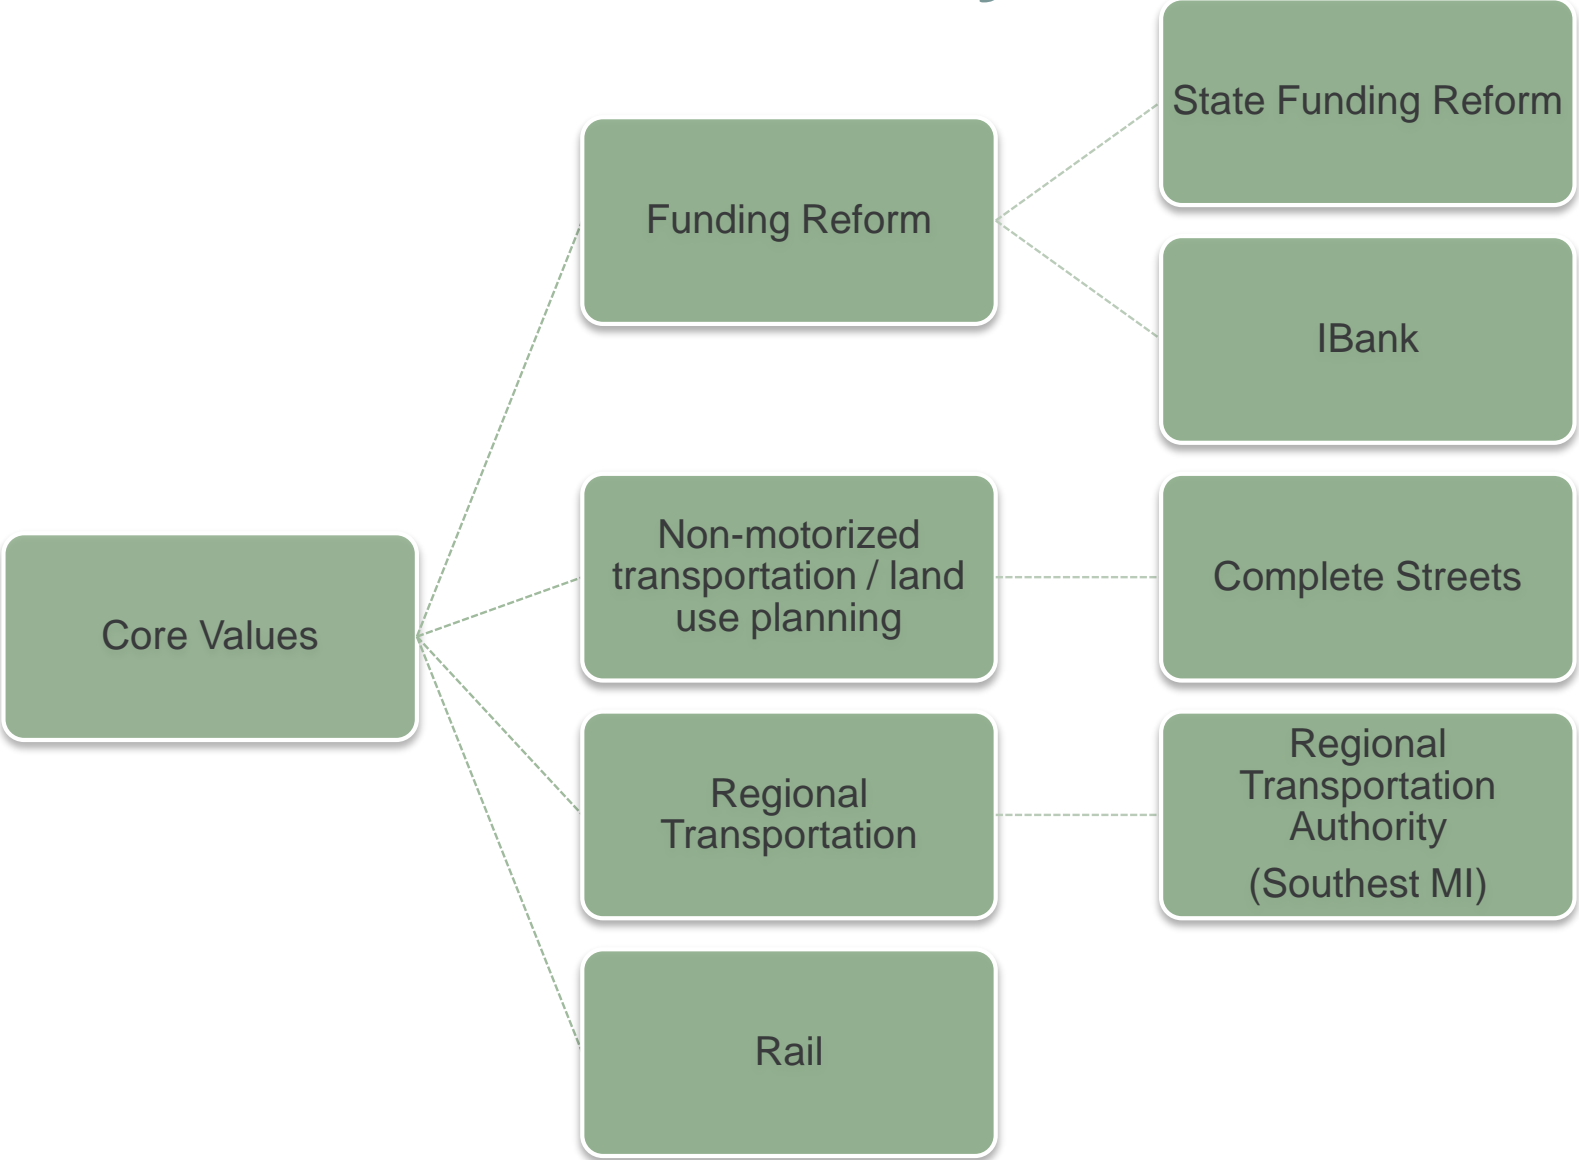 State Funding Reform
Funding Reform
IBank
Non-motorized
transportation / land
use planning
Complete Streets
Core Values
Regional
Transportation
Regional
Transportation
Authority
(Southest MI)
Rail